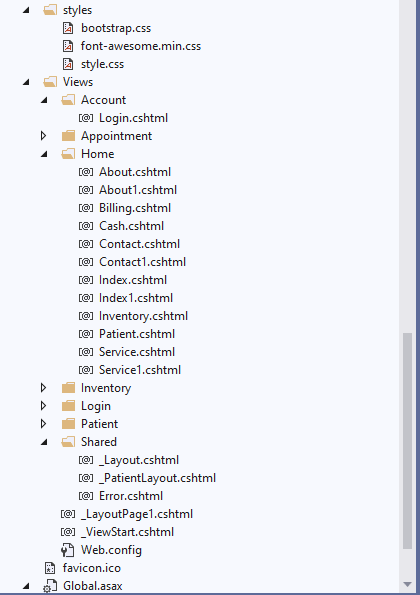 styles
bootstrap.css
font-awesome.min.css
style.css
Views
Account
Login.cshtml
Appointment
Home
About.cshtml
About1.cshtml
Billing.cshtml
Cash.cshtml
Contact.cshtml
Contact1.cshtml
Index.cshtml
Index1.cshtml
Inventory.cshtml
Patient.cshtml
Service.cshtml
Service1.cshtml
Inventory
Login
Patient
Shared
_Layout.cshtml
_PatientLayout.cshtml
Error.cshtml
_LayoutPage1.cshtml
_ViewStart.cshtml
Web.config
favicon.ico
Global.asax